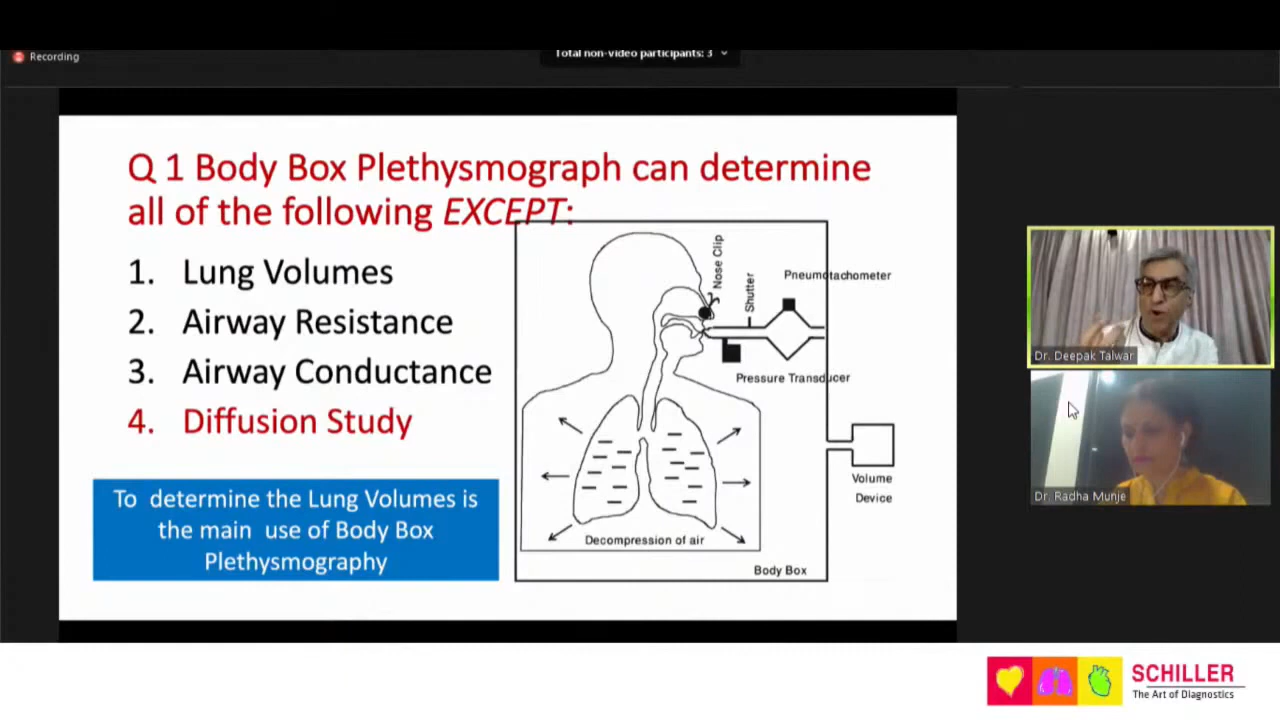 Recording
Total non-video participants: 3
Q 1 Body Box Plethysmograph can determine
all of the following EXCEPT:
1. Lung Volumes
2. Airway Resistance
3. Airway Conductance
4. Diffusion Study
To determine the Lung Volumes is
the main use of Body Box
Plethysmography
Nose Clip
Shutter
Pneumotachometer
Pressure Transducer
Volume
Device
Decompression of air
Body Box
Dr. Deepak Talwar
Dr. Radha Munje
SCHILLER
The Art of Diagnostics